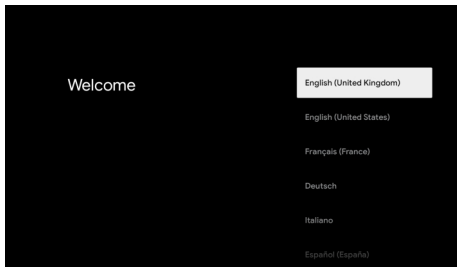 Welcome
English (United Kingdom)
English (United States)
Français (France)
Deutsch
Italiano
Español (España)